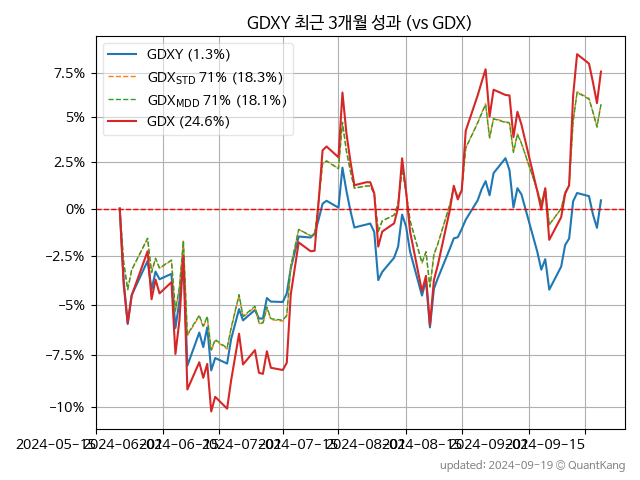 GDXY 최근 3개월 성과 (vs GDX)
GDXY (1.3%)
GDX_STD 71% (18.3%)
GDX_MDD 71% (18.1%)
GDX (24.6%)
7.5%
5%
2.5%
0%
−2.5%
−5%
−7.5%
−10%
2024-05-15 2024-06-01 2024-06-15 2024-07-01 2024-07-15 2024-08-01 2024-08-15 2024-09-01 2024-09-15
updated: 2024-09-19 © QuantKang